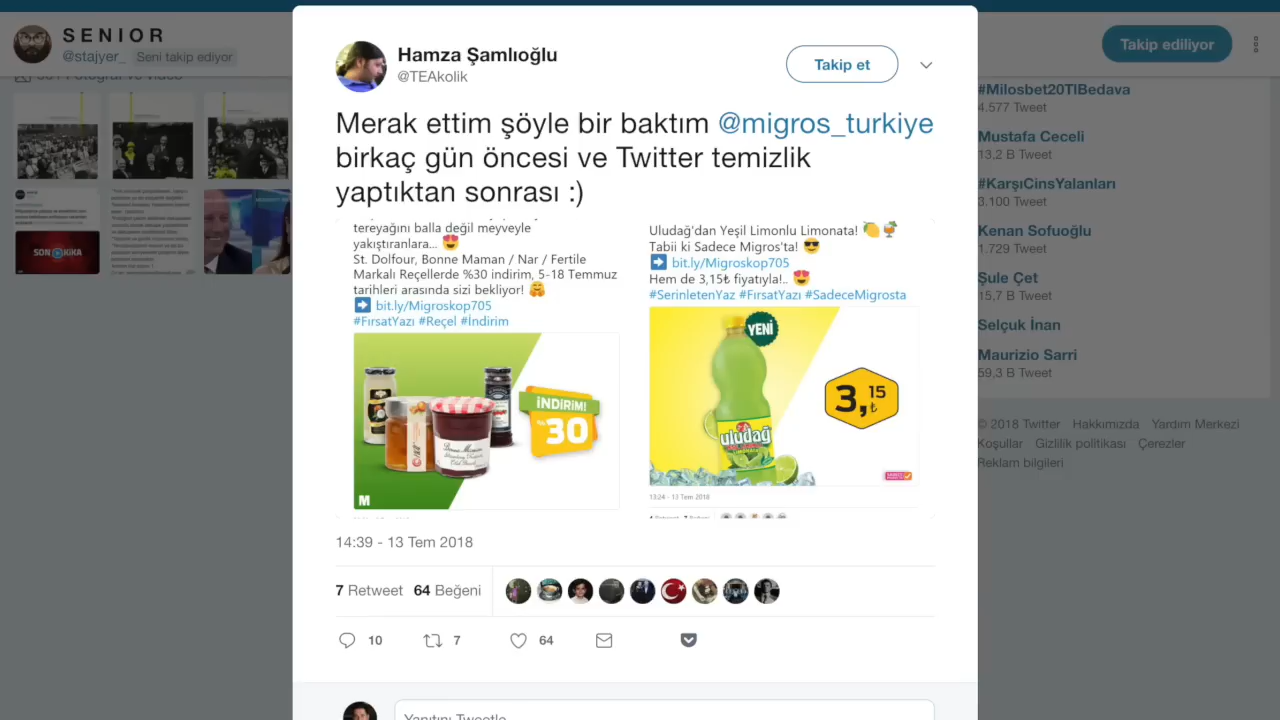 SENIOR
@stajyer_ Seni takip ediyor
Takip ediliyor
Hamza Şamlıoğlu
@TEAkolik
Takip et
Merak ettim şöyle bir baktım @migros_turkiye
birkaç gün öncesi ve Twitter temizlik
yaptıktan sonrası :)
tereyağını balla değil meyveyle
yakıştıranlara... 😍
St. Dolfour, Bonne Maman / Nar / Fertile
Markalı Reçellerde %30 indirim, 5-18 Temmuz
tarihleri arasında sizi bekliyor! 🤗
➡ bit.ly/Migroskop705
#FırsatYazı #Reçel #İndirim
İNDİRİM!
%30
M
Uludağ'dan Yeşil Limonlu Limonata! 🍋🍹
Tabii ki Sadece Migros'ta! 😎
➡ bit.ly/Migroskop705
Hem de 3,15₺ fiyatıyla!.. 😍
#SerinletenYaz #FırsatYazı #SadeceMigrosta
YENİ
3,15 ₺
uludağ
13:24 - 13 Tem 2018
14:39 - 13 Tem 2018
7 Retweet 64 Beğeni
10 7 64
Yanıtını Tweetle
SON DAKİKA
#Milosbet20TlBedava
4.577 Tweet
Mustafa Ceceli
13,2 B Tweet
#KarşıCinsYalanları
3.100 Tweet
Kenan Sofuoğlu
1.729 Tweet
Şule Çet
15,7 B Tweet
Selçuk İnan
Maurizio Sarri
59,3 B Tweet
© 2018 Twitter Hakkımızda Yardım Merkezi
Koşullar Gizlilik politikası Çerezler
Reklam bilgileri